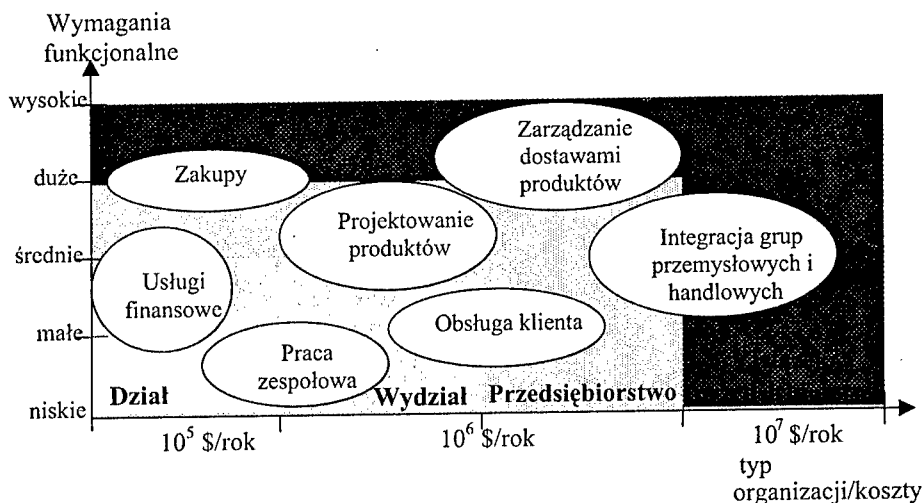 Wymagania
funkcjonalne
wysokie
duże
średnie
małe
niskie
Zakupy
Zarządzanie
dostawami
produktów
Projektowanie
produktów
Integracja grup
przemysłowych i
handlowych
Usługi
finansowe
Obsługa klienta
Praca
zespołowa
Dział
Wydział
Przedsiębiorstwo
10⁵ $/rok
10⁶ $/rok
10⁷ $/rok
typ
organizacji/koszty